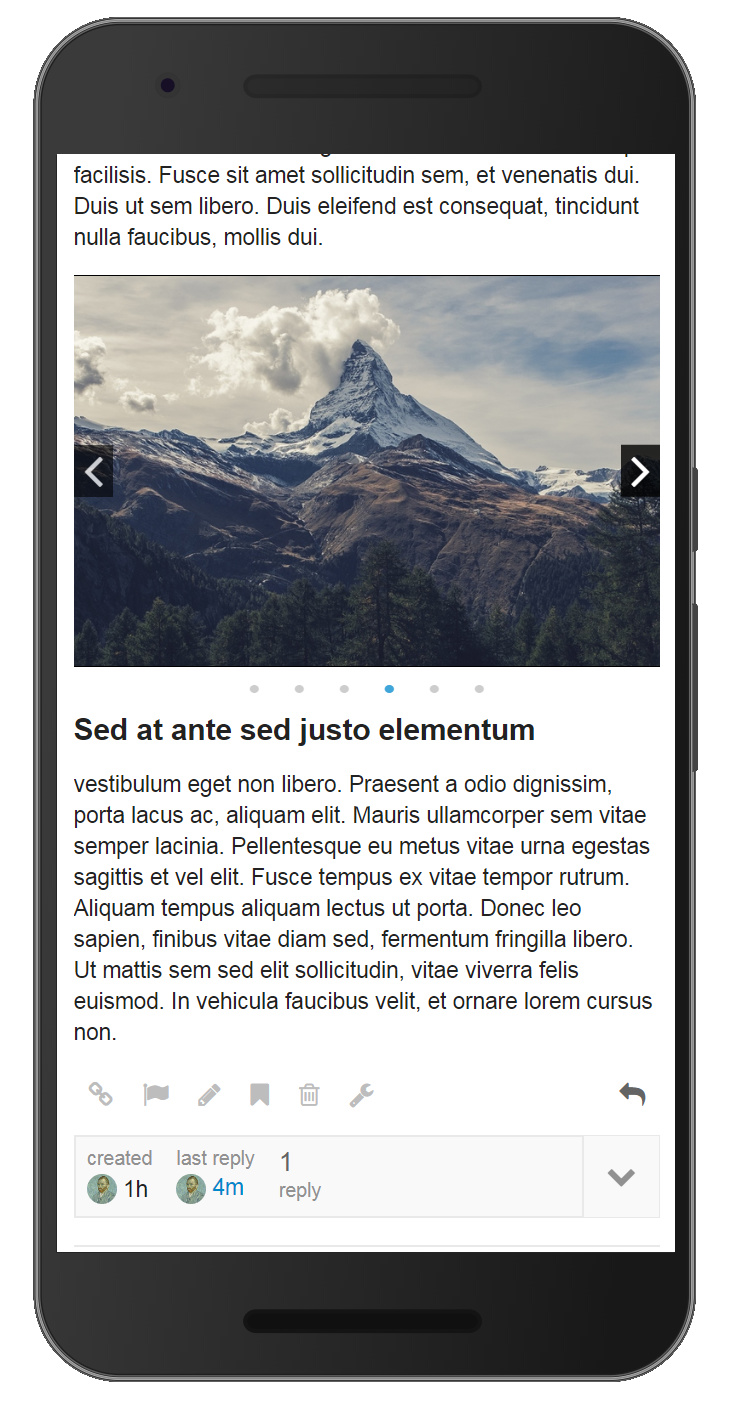 facilisis. Fusce sit amet sollicitudin sem, et venenatis dui.
Duis ut sem libero. Duis eleifend est consequat, tincidunt
nulla faucibus, mollis dui.
Sed at ante sed justo elementum
vestibulum eget non libero. Praesent a odio dignissim,
porta lacus ac, aliquam elit. Mauris ullamcorper sem vitae
semper lacinia. Pellentesque eu metus vitae urna egestas
sagittis et vel elit. Fusce tempus ex vitae tempor rutrum.
Aliquam tempus aliquam lectus ut porta. Donec leo
sapien, finibus vitae diam sed, fermentum fringilla libero.
Ut mattis sem sed elit sollicitudin, vitae viverra felis
euismod. In vehicula faucibus velit, et ornare lorem cursus
non.
created last reply 1
1h 4m reply